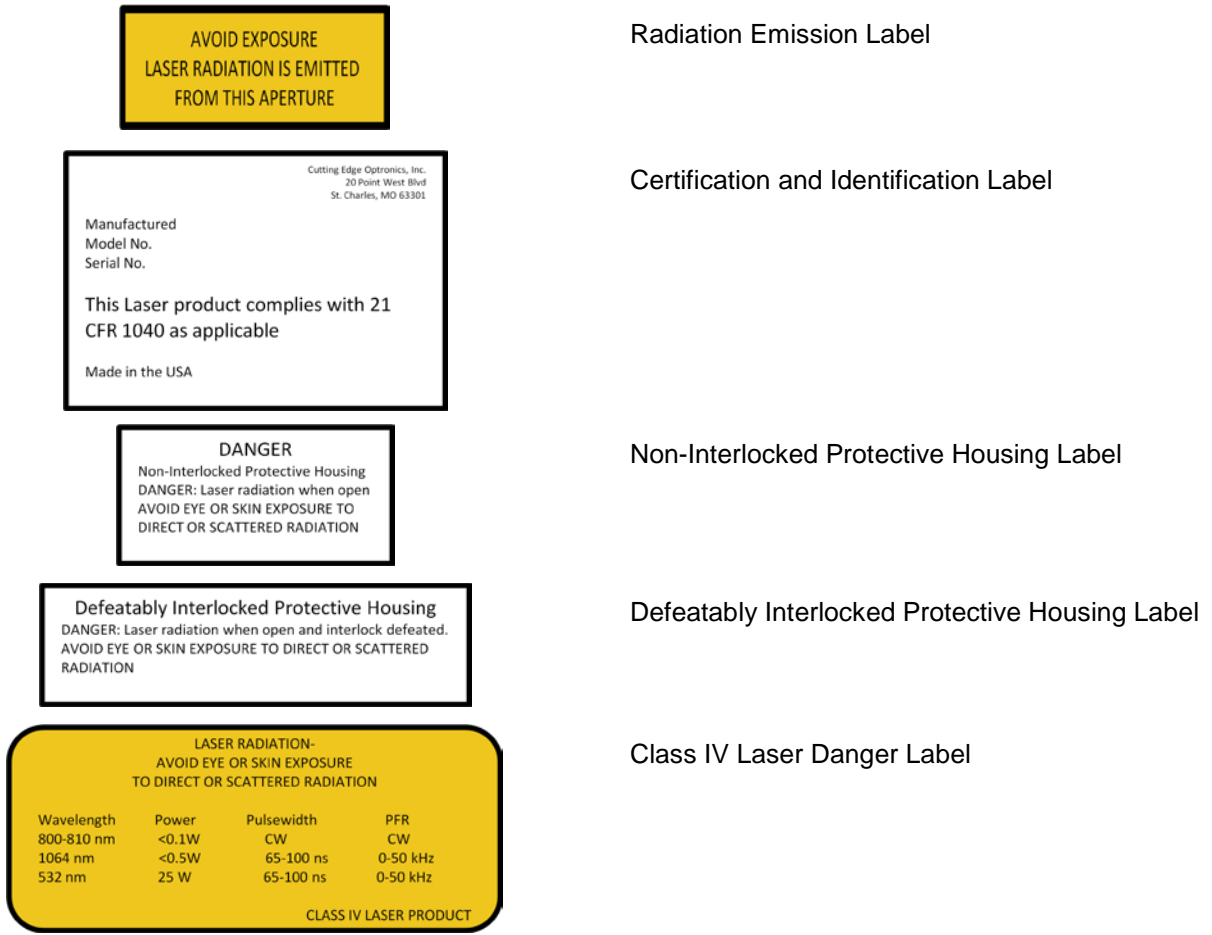 AVOID EXPOSURE
LASER RADIATION IS EMITTED
FROM THIS APERTURE
Radiation Emission Label
Cutting Edge Optronics, Inc.
20 Point West Blvd
St. Charles, MO 63301
Manufactured
Model No.
Serial No.
This Laser product complies with 21
CFR 1040 as applicable
Made in the USA
Certification and Identification Label
DANGER
Non-Interlocked Protective Housing
DANGER: Laser radiation when open
AVOID EYE OR SKIN EXPOSURE TO
DIRECT OR SCATTERED RADIATION
Non-Interlocked Protective Housing Label
Defeatably Interlocked Protective Housing
DANGER: Laser radiation when open and interlock defeated.
AVOID EYE OR SKIN EXPOSURE TO DIRECT OR SCATTERED
RADIATION
Defeatably Interlocked Protective Housing Label
LASER RADIATION-
AVOID EYE OR SKIN EXPOSURE
TO DIRECT OR SCATTERED RADIATION
Wavelength Power Pulsewidth PFR
800-810 nm <0.1W CW CW
1064 nm <0.5W 65-100 ns 0-50 kHz
532 nm 25 W 65-100 ns 0-50 kHz
CLASS IV LASER PRODUCT
Class IV Laser Danger Label